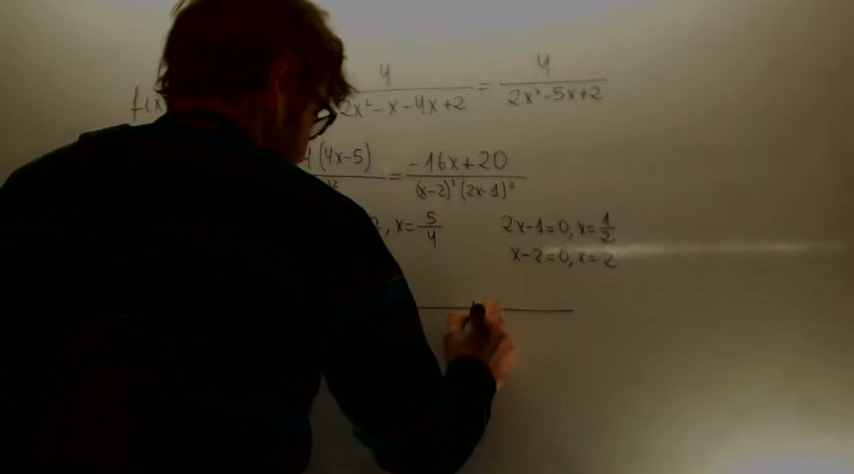 f(x 4/(2x²-x-4x+2) = 4/(2x²-5x+2)
(4x-5)/² = (-16x+20)/((x-2)²(2x-1)²)
, x=5/4 2x-1=0, x=1/2
x-2=0, x=2